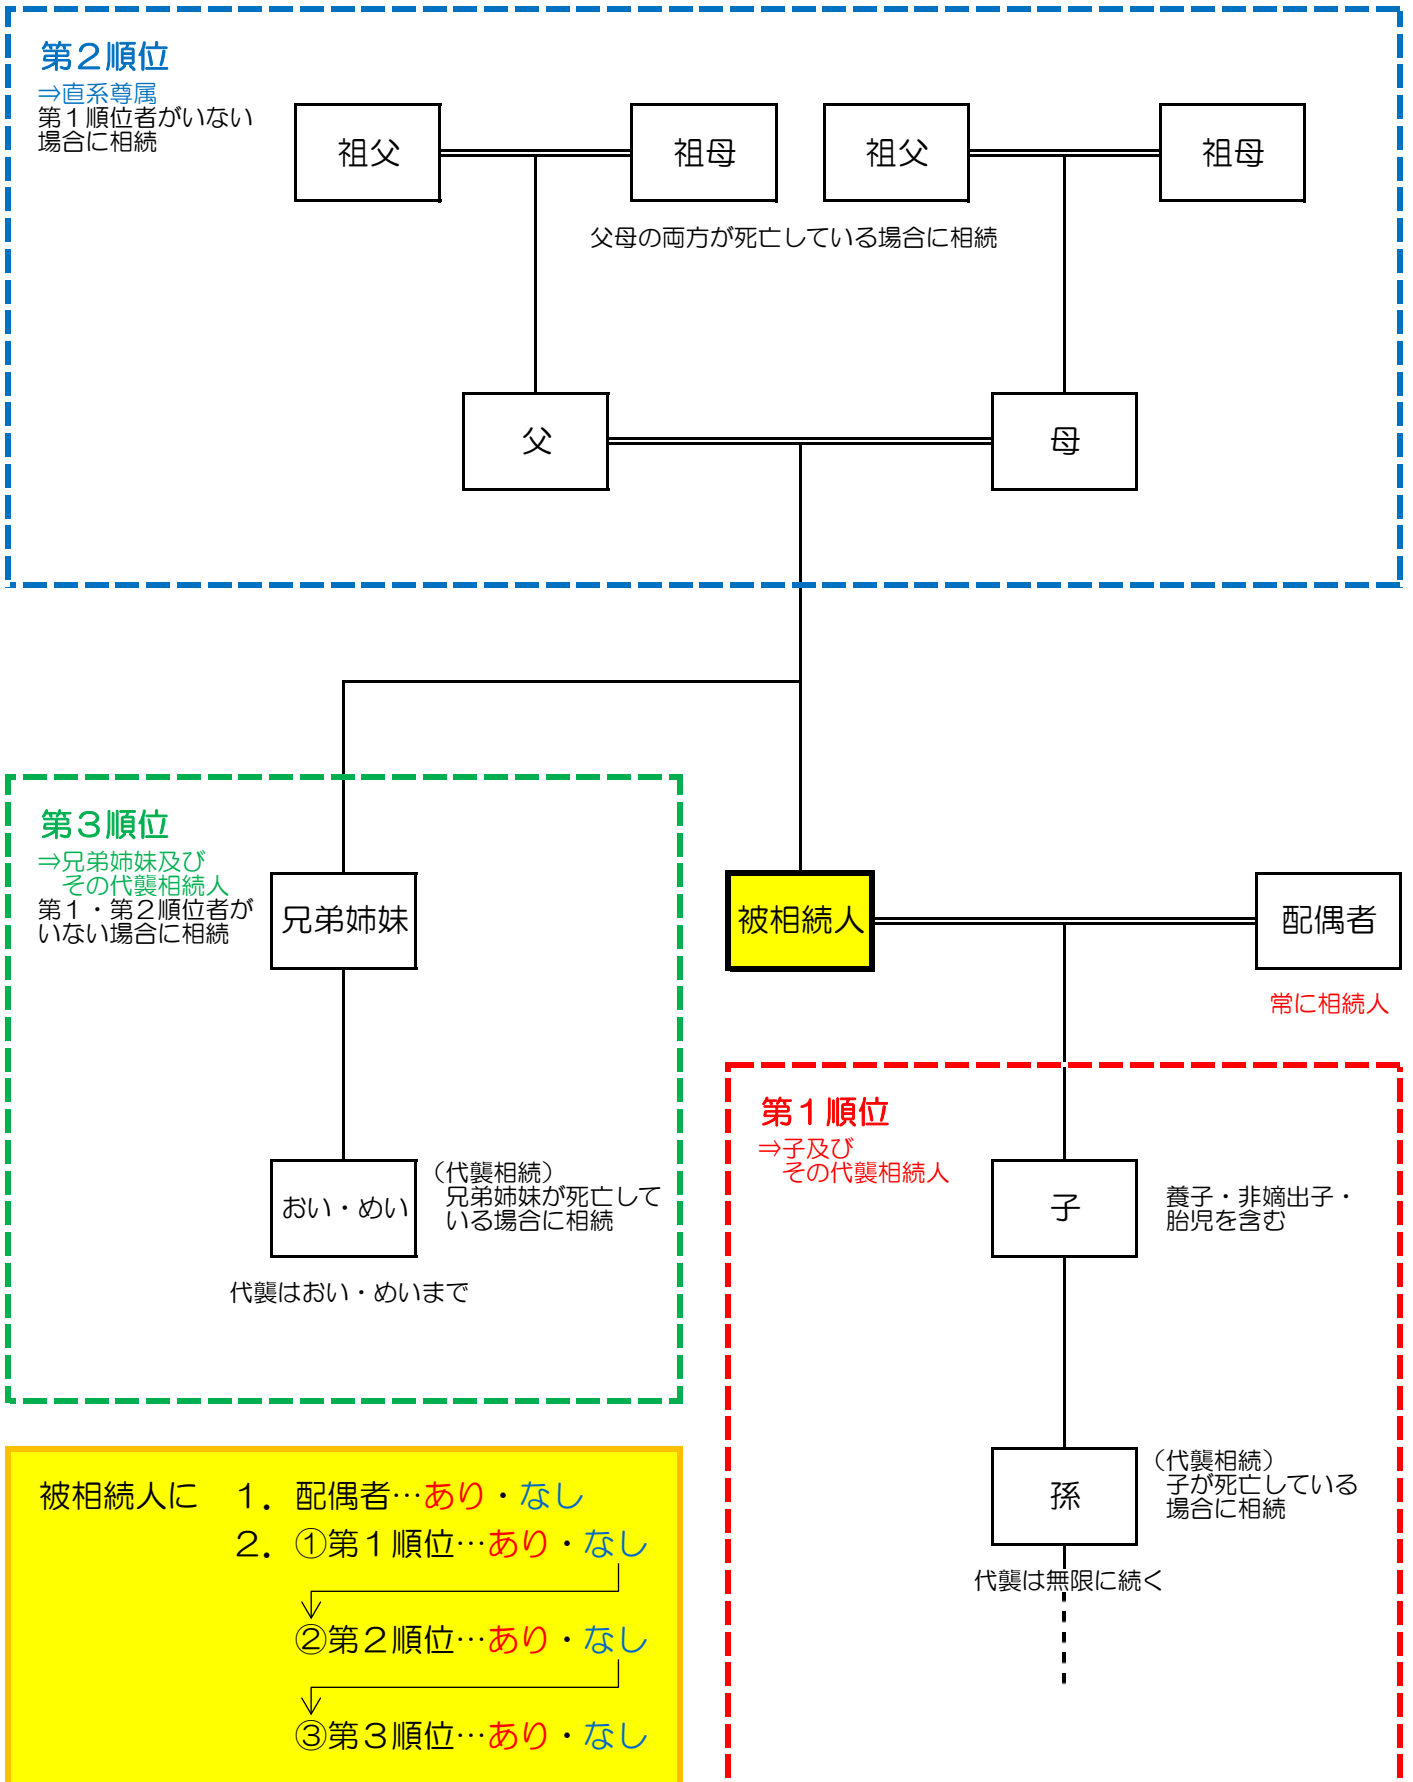 第２順位
⇒直系尊属
第１順位者がいない
場合に相続
祖父
祖母
祖父
祖母
父母の両方が死亡している場合に相続
父
母
第３順位
⇒兄弟姉妹及び
その代襲相続人
第１・第２順位者が
いない場合に相続
兄弟姉妹
被相続人
配偶者
常に相続人
第１順位
⇒子及び
その代襲相続人
おい・めい
（代襲相続）
兄弟姉妹が死亡して
いる場合に相続
子
養子・非嫡出子・
胎児を含む
代襲はおい・めいまで
孫
（代襲相続）
子が死亡している
場合に相続
代襲は無限に続く
被相続人に　１．配偶者…あり・なし
２．①第１順位…あり・なし
②第２順位…あり・なし
③第３順位…あり・なし